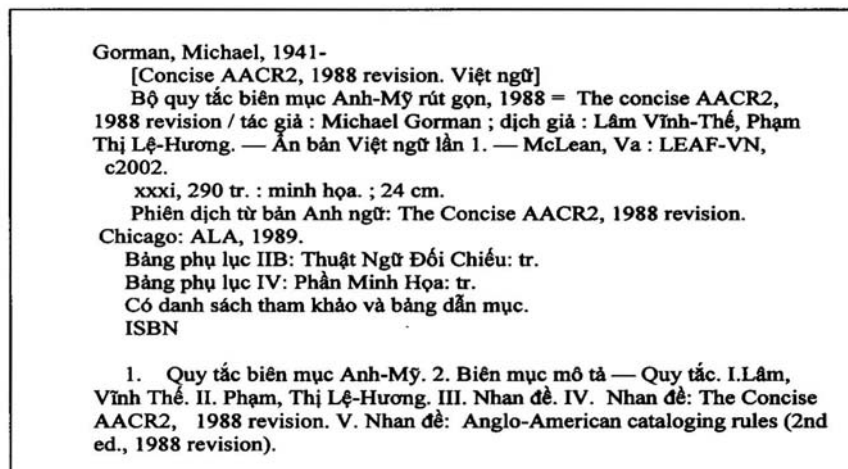 Gorman, Michael, 1941-
[Concise AACR2, 1988 revision. Việt ngữ]
Bộ quy tắc biên mục Anh-Mỹ rút gọn, 1988 = The concise AACR2,
1988 revision / tác giả : Michael Gorman ; dịch giả : Lâm Vĩnh-Thế, Phạm
Thị Lệ-Hương. — Ấn bản Việt ngữ lần 1. — McLean, Va : LEAF-VN,
c2002.
xxxi, 290 tr. : minh họa. ; 24 cm.
Phiên dịch từ bản Anh ngữ: The Concise AACR2, 1988 revision.
Chicago: ALA, 1989.
Bảng phụ lục IIB: Thuật Ngữ Đối Chiếu: tr.
Bảng phụ lục IV: Phần Minh Họa: tr.
Có danh sách tham khảo và bảng dẫn mục.
ISBN
1. Quy tắc biên mục Anh-Mỹ. 2. Biên mục mô tả — Quy tắc. I.Lâm,
Vĩnh Thế. II. Phạm, Thị Lệ-Hương. III. Nhan đề. IV. Nhan đề: The Concise
AACR2, 1988 revision. V. Nhan đề: Anglo-American cataloging rules (2nd
ed., 1988 revision).